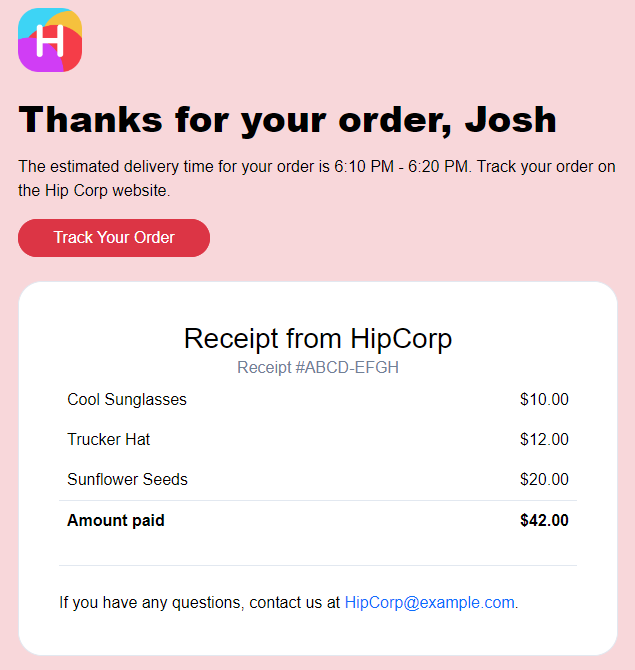 H
Thanks for your order, Josh
The estimated delivery time for your order is 6:10 PM - 6:20 PM. Track your order on
the Hip Corp website.
Track Your Order
Receipt from HipCorp
Receipt #ABCD-EFGH
Cool Sunglasses $10.00
Trucker Hat $12.00
Sunflower Seeds $20.00
Amount paid $42.00
If you have any questions, contact us at HipCorp@example.com.